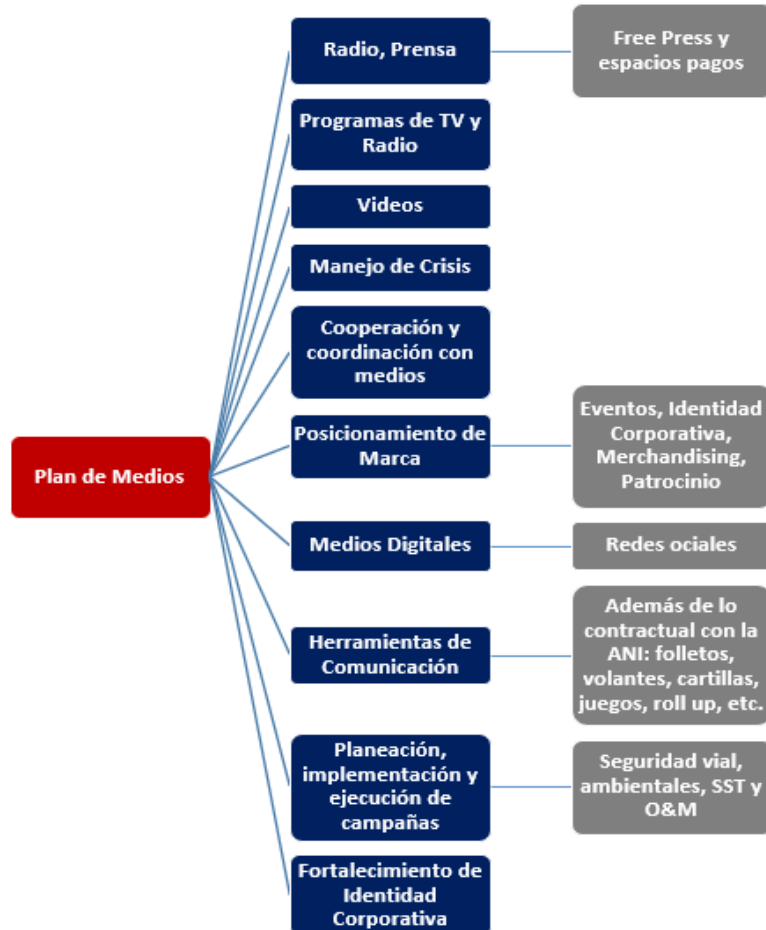 Radio, Prensa
Free Press y
espacios pagos
Programas de TV y
Radio
Videos
Manejo de Crisis
Cooperación y
coordinación con
medios
Plan de Medios
Posicionamiento de
Marca
Eventos, Identidad
Corporativa,
Merchandising,
Patrocinio
Medios Digitales
Redes ociales
Herramientas de
Comunicación
Además de lo
contractual con la
ANI: folletos,
volantes, cartillas,
juegos, roll up, etc.
Planeación,
implementación y
ejecución de
campañas
Seguridad vial,
ambientales, SST y
O&M
Fortalecimiento de
Identidad
Corporativa